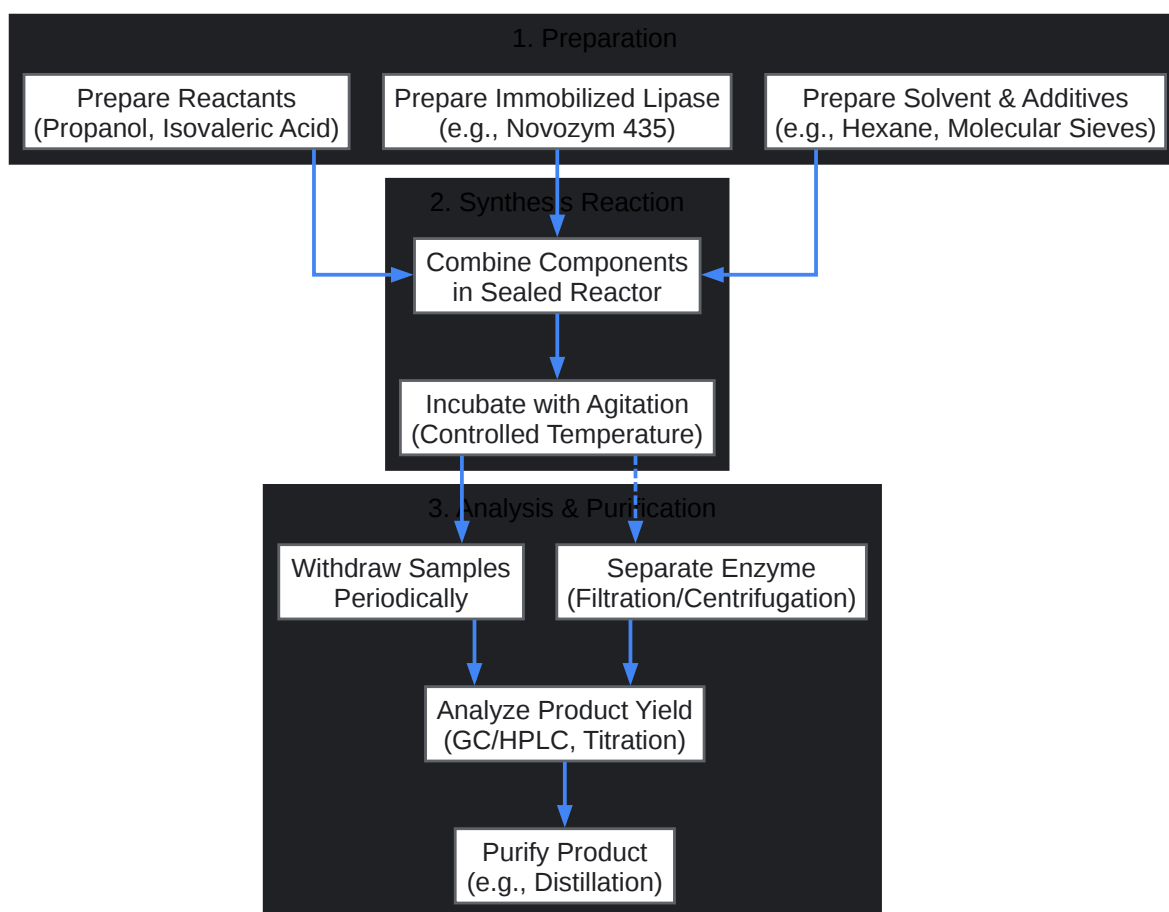 1. Preparation
Prepare Reactants
(Propanol, Isovaleric Acid)
Prepare Immobilized Lipase
(e.g., Novozym 435)
Prepare Solvent & Additives
(e.g., Hexane, Molecular Sieves)
2. Synthesis Reaction
Combine Components
in Sealed Reactor
Incubate with Agitation
(Controlled Temperature)
3. Analysis & Purification
Withdraw Samples
Periodically
Separate Enzyme
(Filtration/Centrifugation)
Analyze Product Yield
(GC/HPLC, Titration)
Purify Product
(e.g., Distillation)